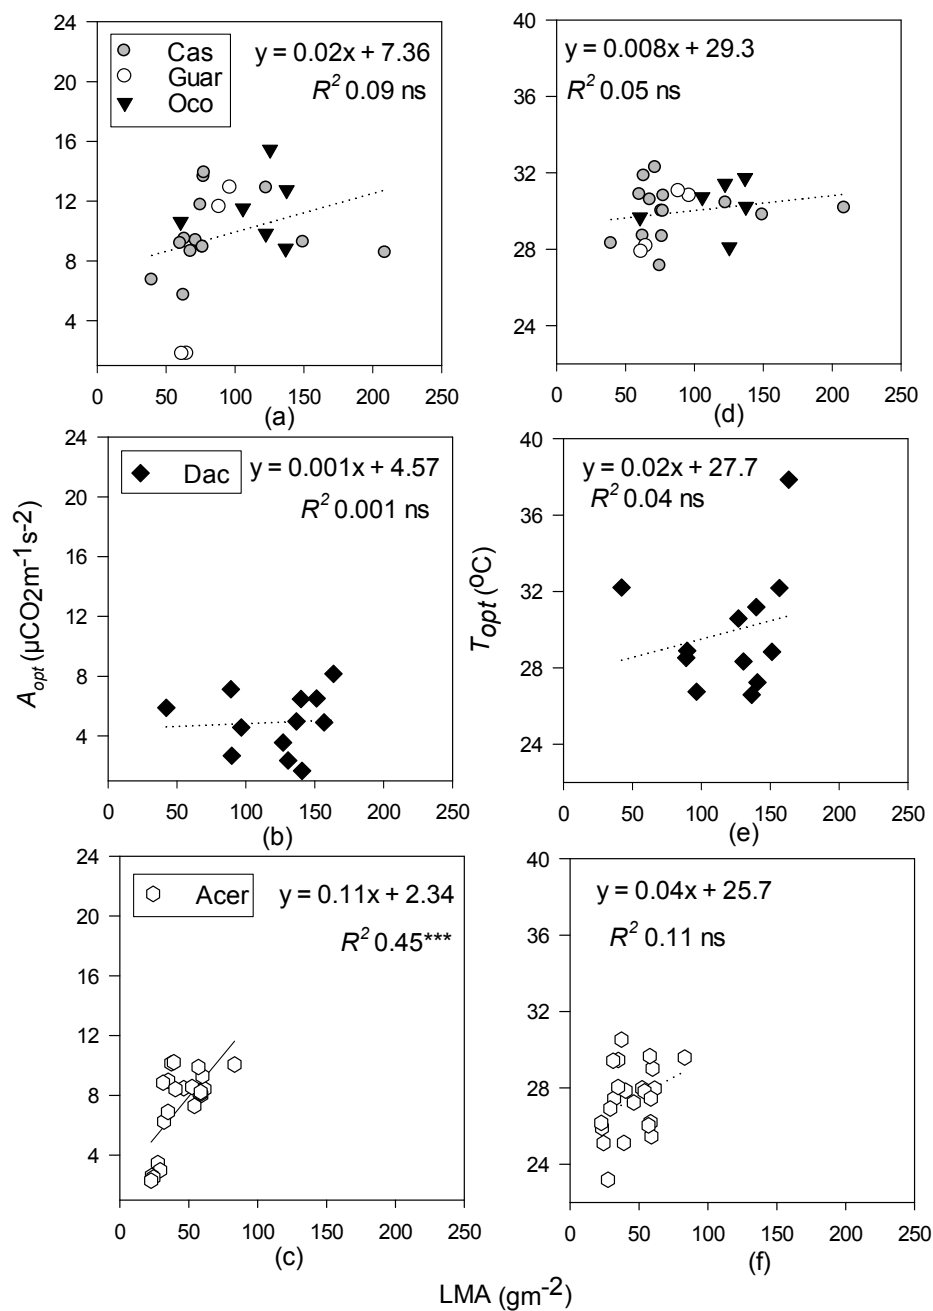 24
20
16
12
8
4
Cas
Guar
Oco
y = 0.02x + 7.36
R² 0.09 ns
0 50 100 150 200 250
(a)
40
36
32
28
24
y = 0.008x + 29.3
R² 0.05 ns
0 50 100 150 200 250
(d)
24
20
16
12
8
4
Dac
y = 0.001x + 4.57
R² 0.001 ns
0 50 100 150 200 250
(b)
Aopt (µCO2m-1s-2)
40
36
32
28
24
y = 0.02x + 27.7
R² 0.04 ns
0 50 100 150 200 250
(e)
Topt (oC)
24
20
16
12
8
4
Acer
y = 0.11x + 2.34
R² 0.45***
0 50 100 150 200 250
(c)
40
36
32
28
24
y = 0.04x + 25.7
R² 0.11 ns
0 50 100 150 200 250
(f)
LMA (gm-2)